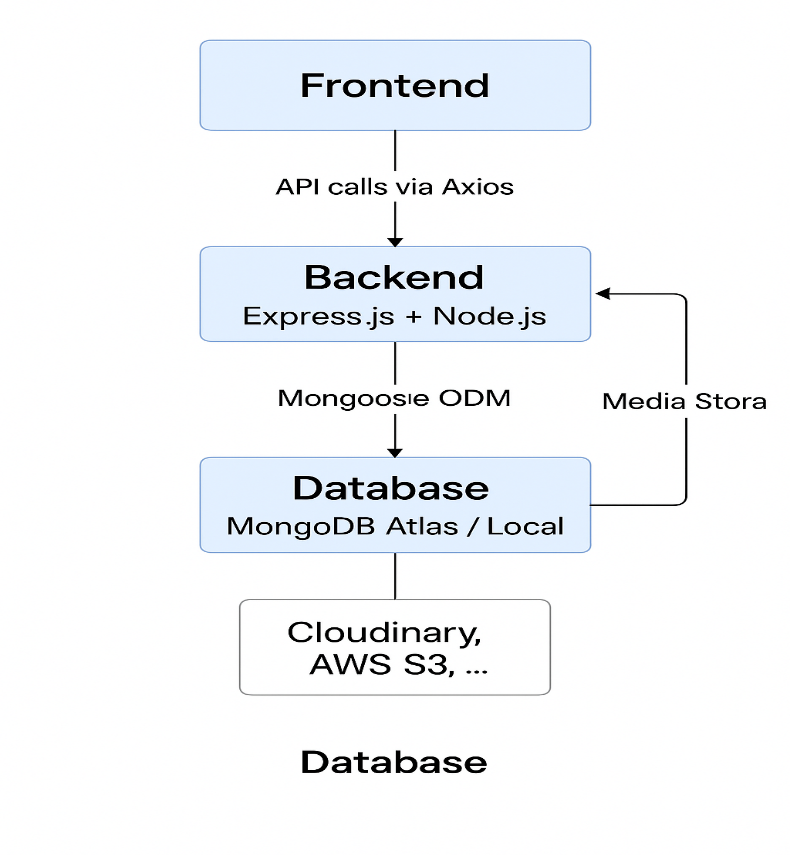 Frontend
API calls via Axios
Backend
Express.js + Node.js
Mongoosıe ODM
Media Stora
Database
MongoDB Atlas / Local
Cloudinary,
AWS S3, ...
Database